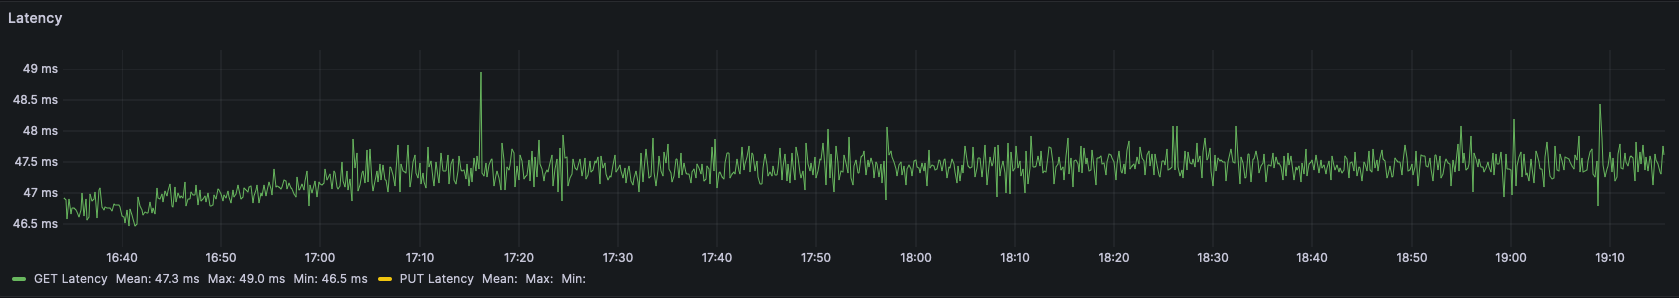 Latency
49 ms
48.5 ms
48 ms
47.5 ms
47 ms
46.5 ms
16:40 16:50 17:00 17:10 17:20 17:30 17:40 17:50 18:00 18:10 18:20 18:30 18:40 18:50 19:00 19:10
GET Latency Mean: 47.3 ms Max: 49.0 ms Min: 46.5 ms PUT Latency Mean: Max: Min: